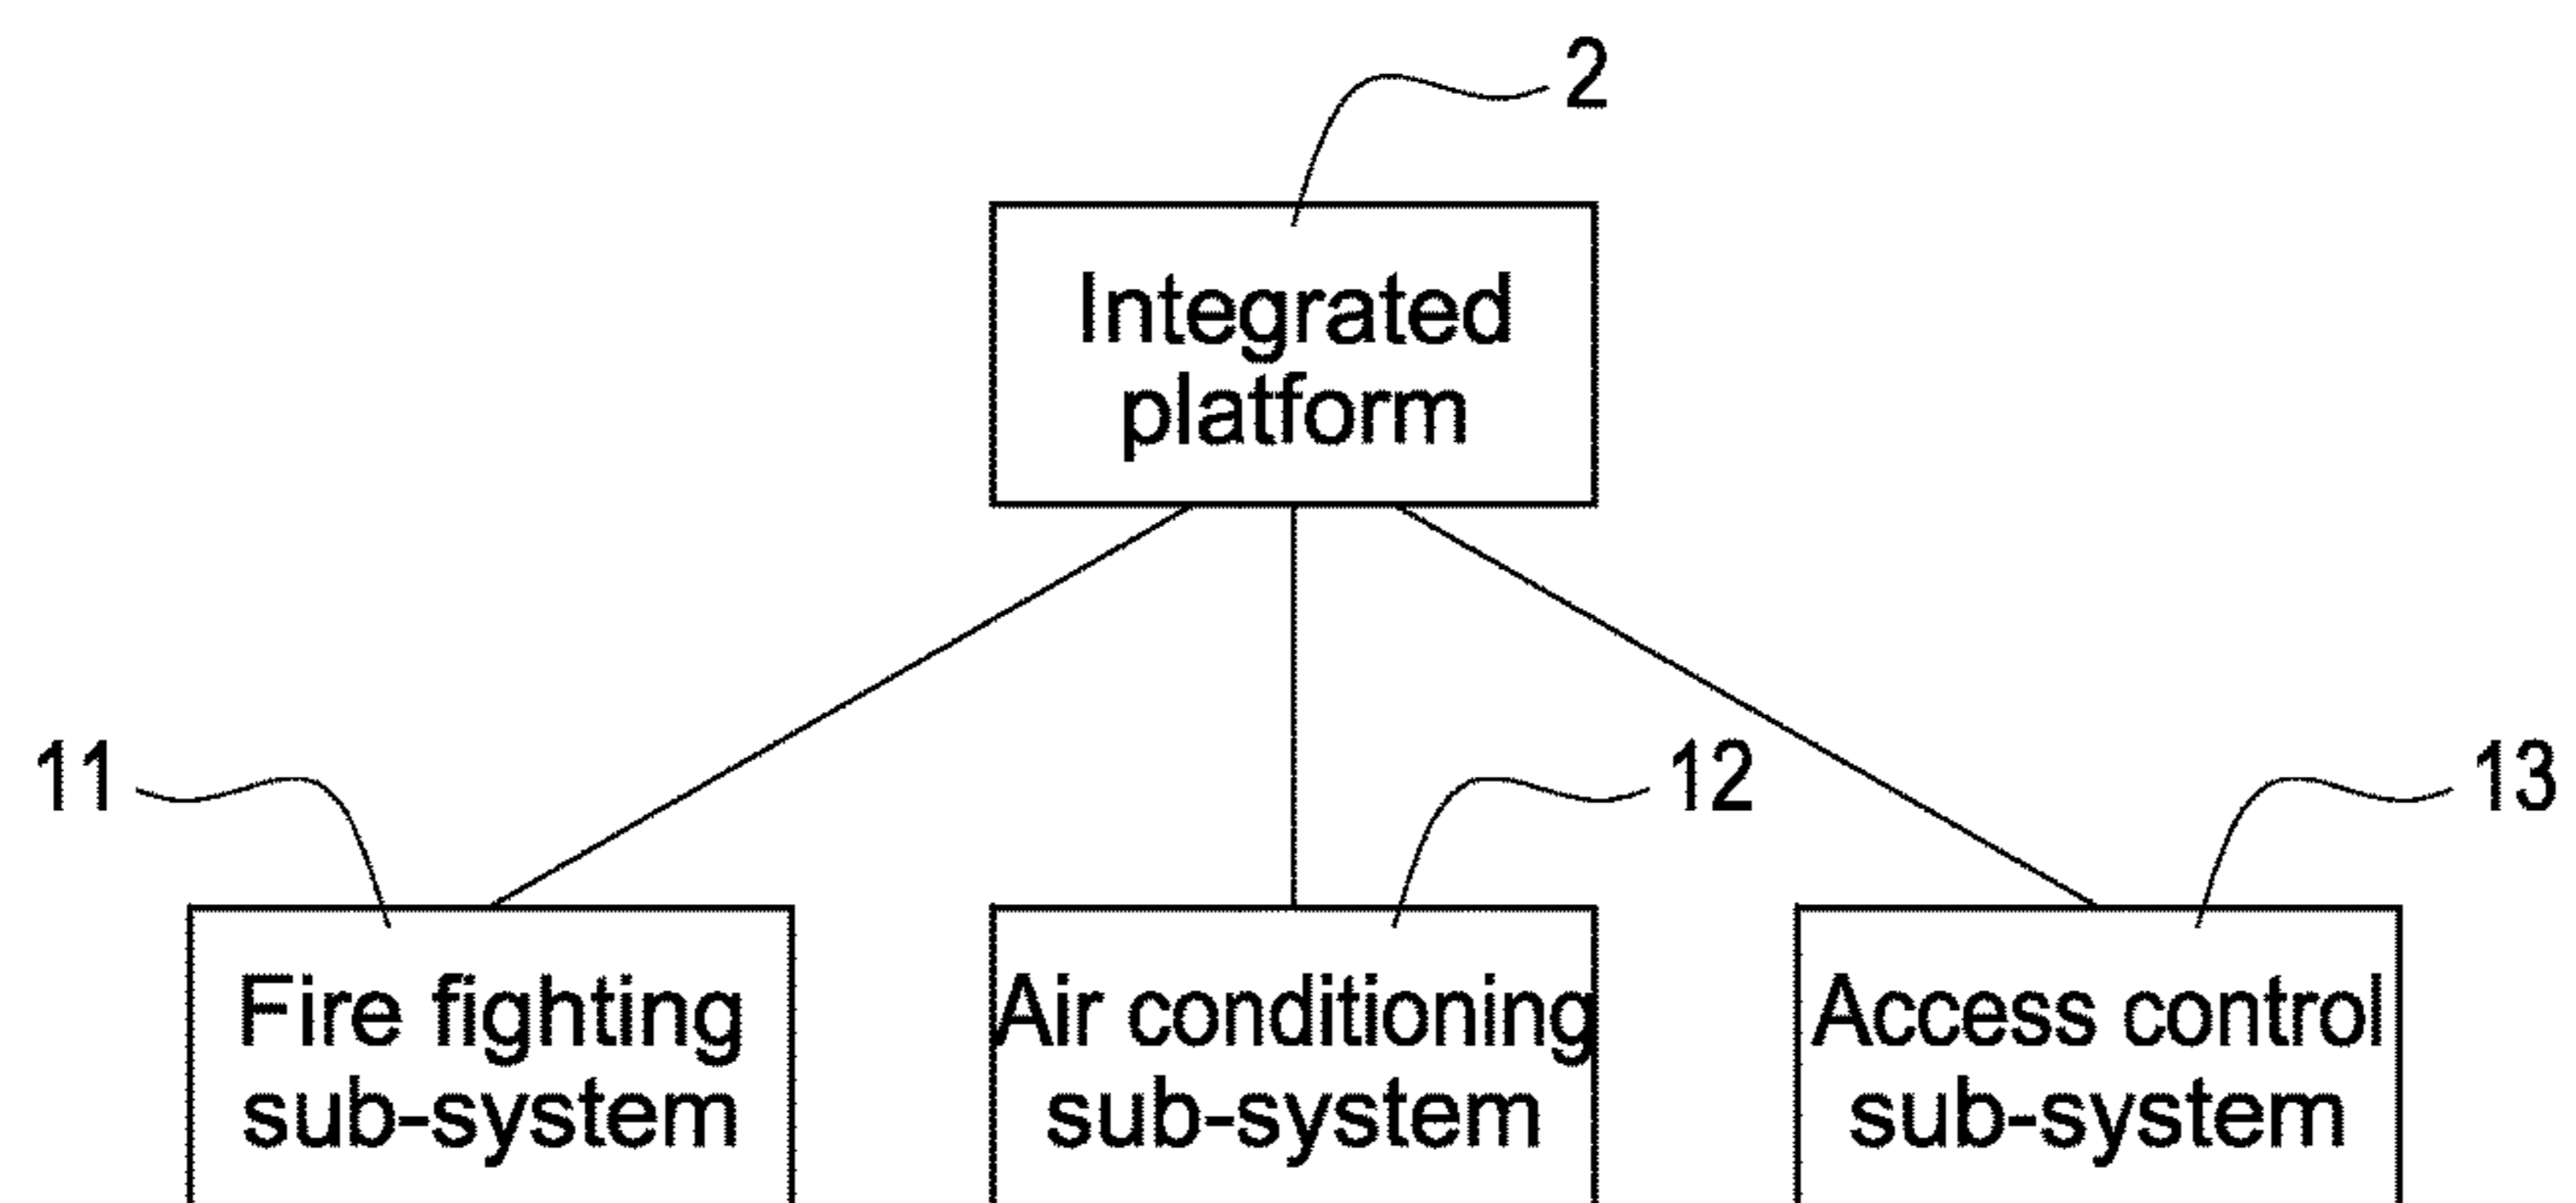 2
Integrated
platform
11
12
13
Fire fighting
sub-system
Air conditioning
sub-system
Access control
sub-system